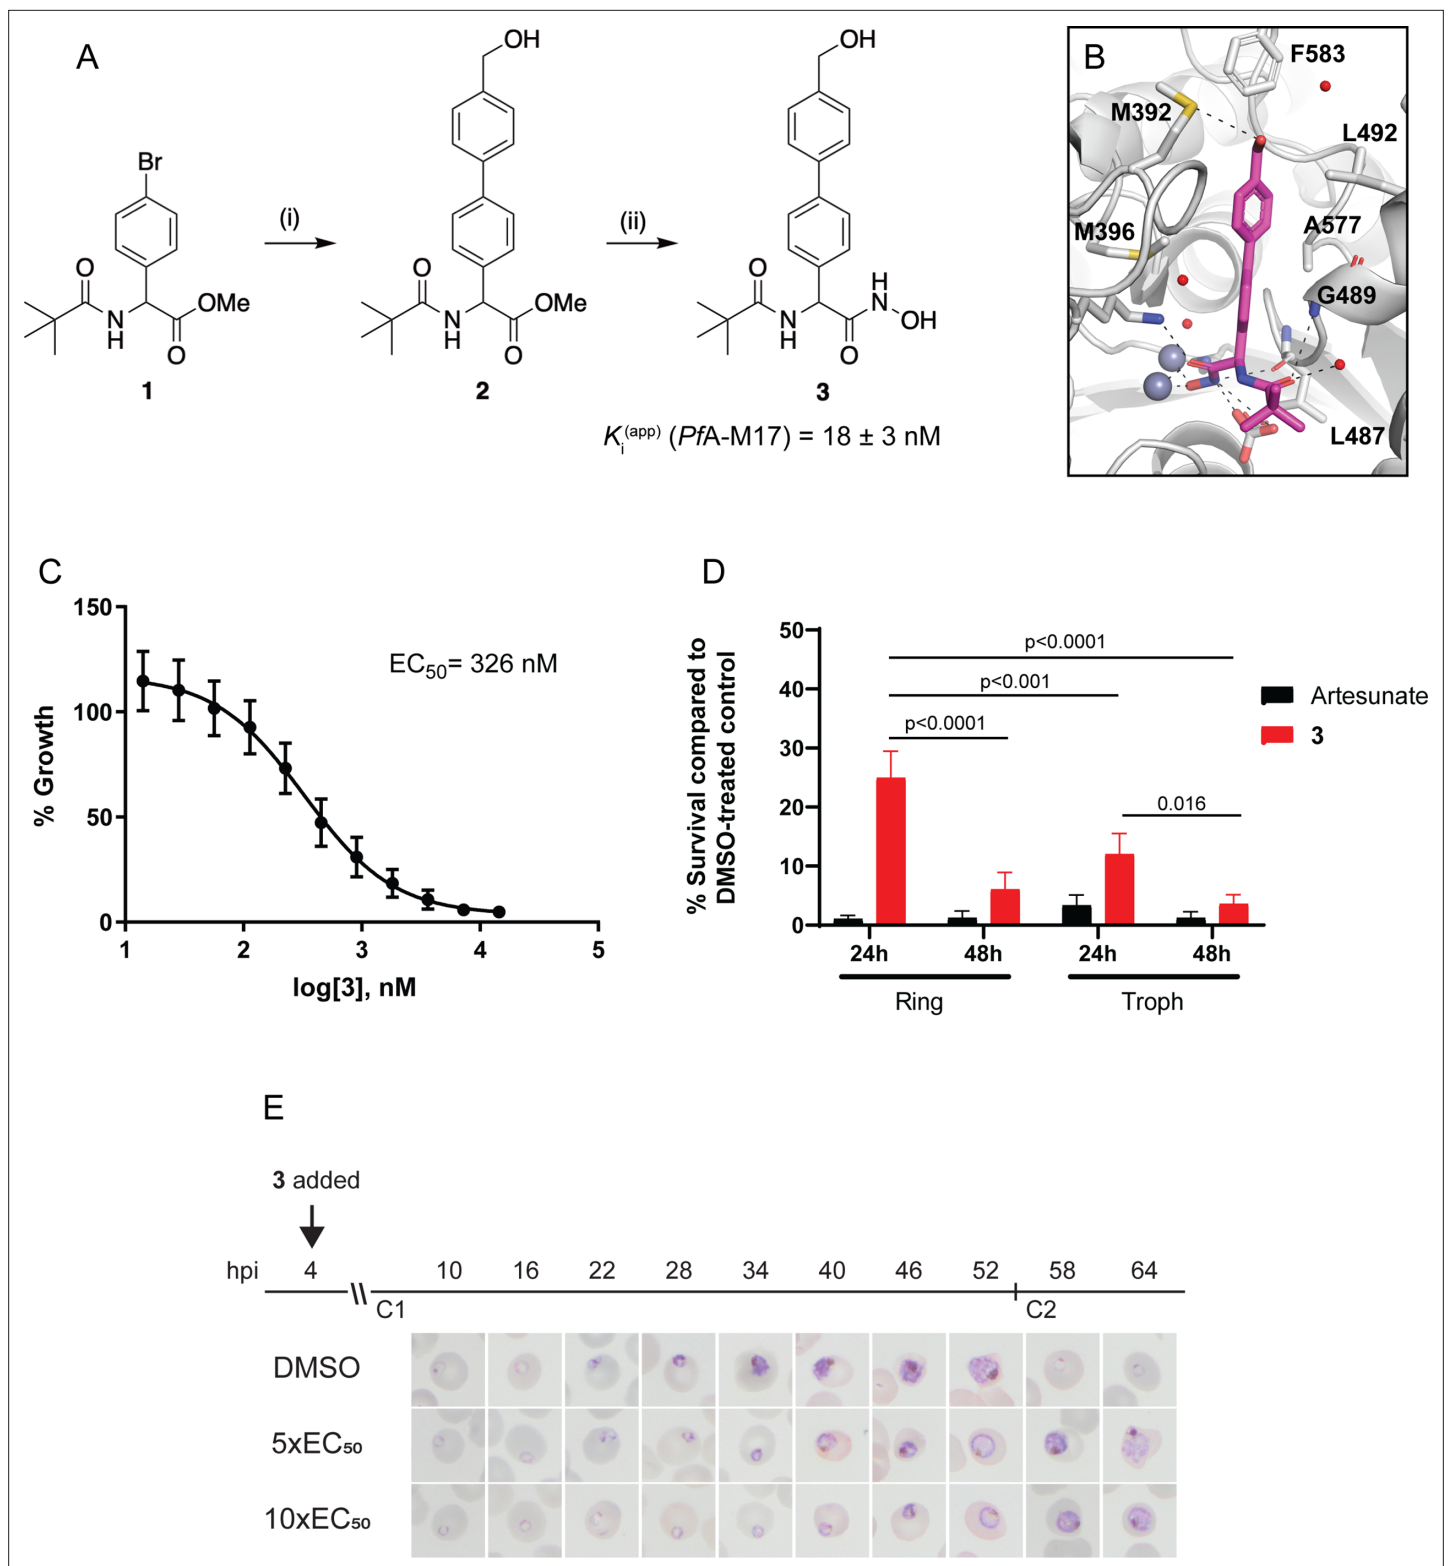 A
Br
O
N
H
OMe
O
1
(i)
OH
O
N
H
OMe
O
2
(ii)
OH
O
N
H
H
N
OH
O
3
Ki(app) (PfA-M17) = 18 ± 3 nM
B
F583
M392
L492
M396
A577
G489
L487
C
150
100
50
0
% Growth
EC50= 326 nM
1 2 3 4 5
log[3], nM
D
% Survival compared to
DMSO-treated control
50
40
30
20
10
0
p<0.0001
p<0.001
p<0.0001
0.016
Artesunate
3
24h 48h 24h 48h
Ring Troph
E
3 added
hpi 4 10 16 22 28 34 40 46 52 58 64
C1 C2
DMSO
5xEC50
10xEC50